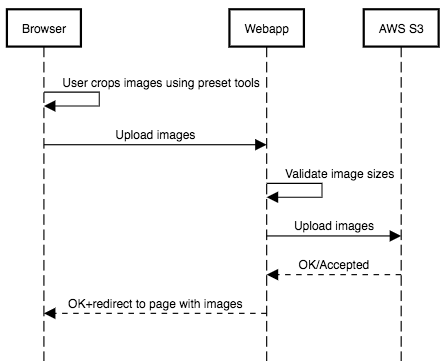 Browser
Webapp
AWS S3
User crops images using preset tools
Upload images
Validate image sizes
Upload images
OK/Accepted
OK+redirect to page with images